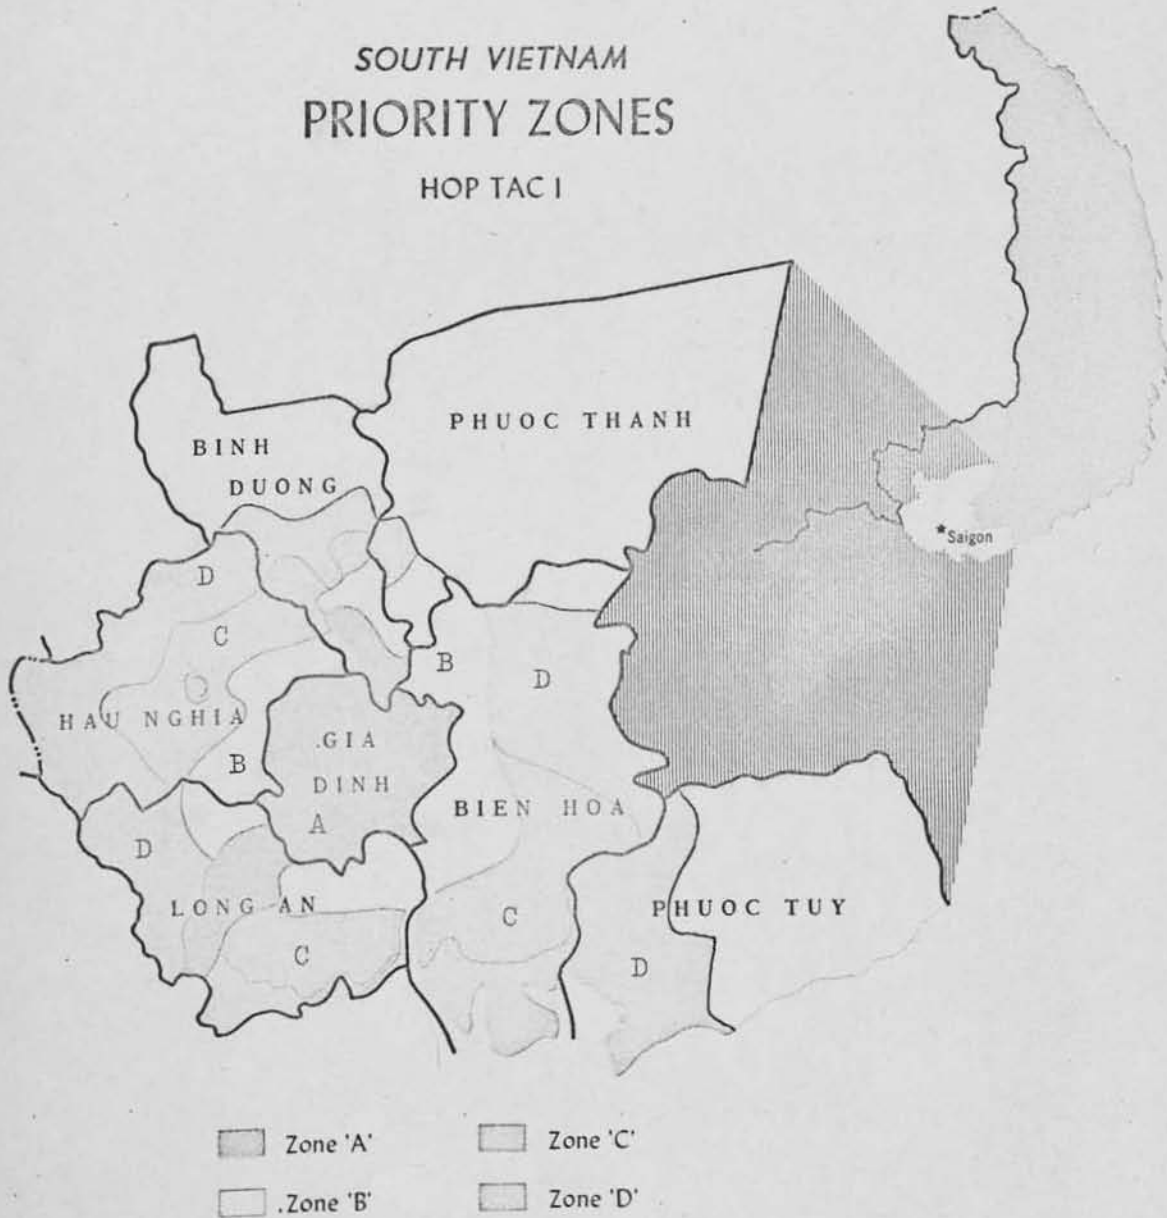 SOUTH VIETNAM
PRIORITY ZONES
HOP TAC I
PHUOC THANH
BINH
DUONG
*Saigon
D
C
B
D
HAU NGHIA
.GIA
DINH
B
BIEN HOA
A
D
LONG AN
PHUOC TUY
C
C
D
Zone 'A'
Zone 'C'
.Zone 'B'
Zone 'D'